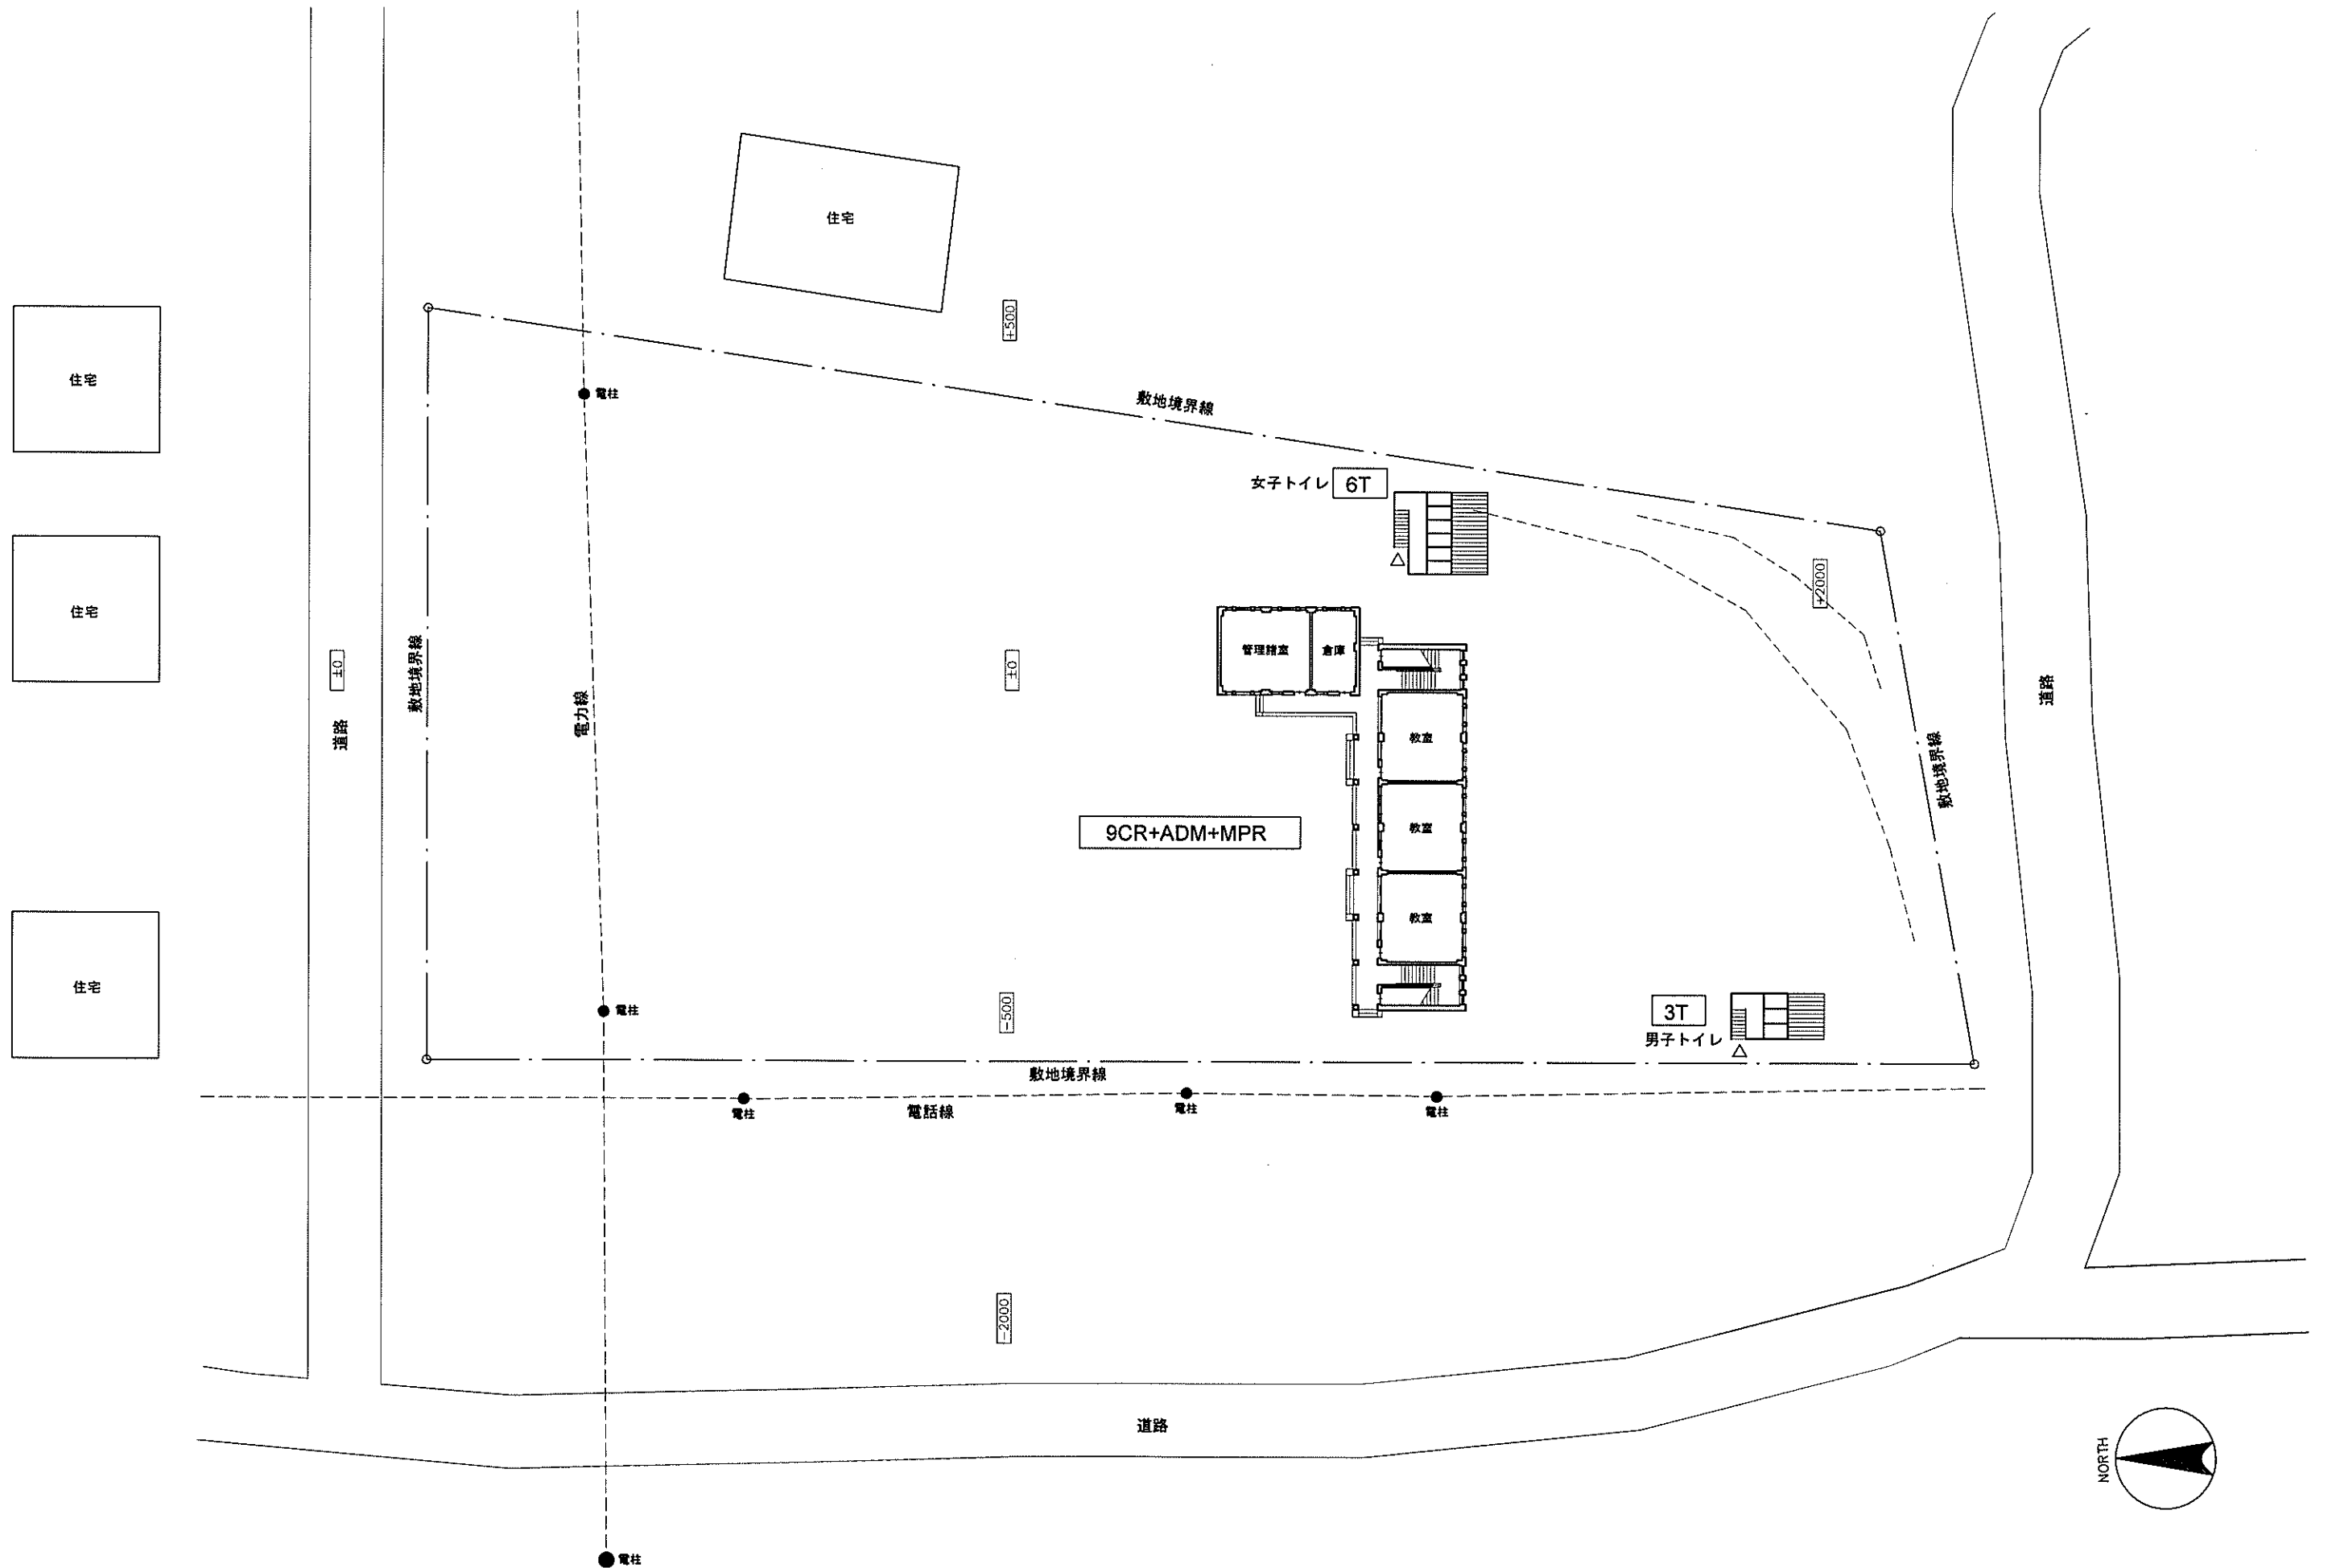 住宅
+500
住宅
電柱
敷地境界線
女子トイレ
6T
+2000
住宅
±0
道路
敷地境界線
電力線
±0
管理諸室
倉庫
道路
教室
敷地境界線
9CR+ADM+MPR
教室
教室
住宅
電柱
-500
3T
男子トイレ
敷地境界線
電柱
電話線
電柱
電柱
-2000
道路
NORTH
電柱